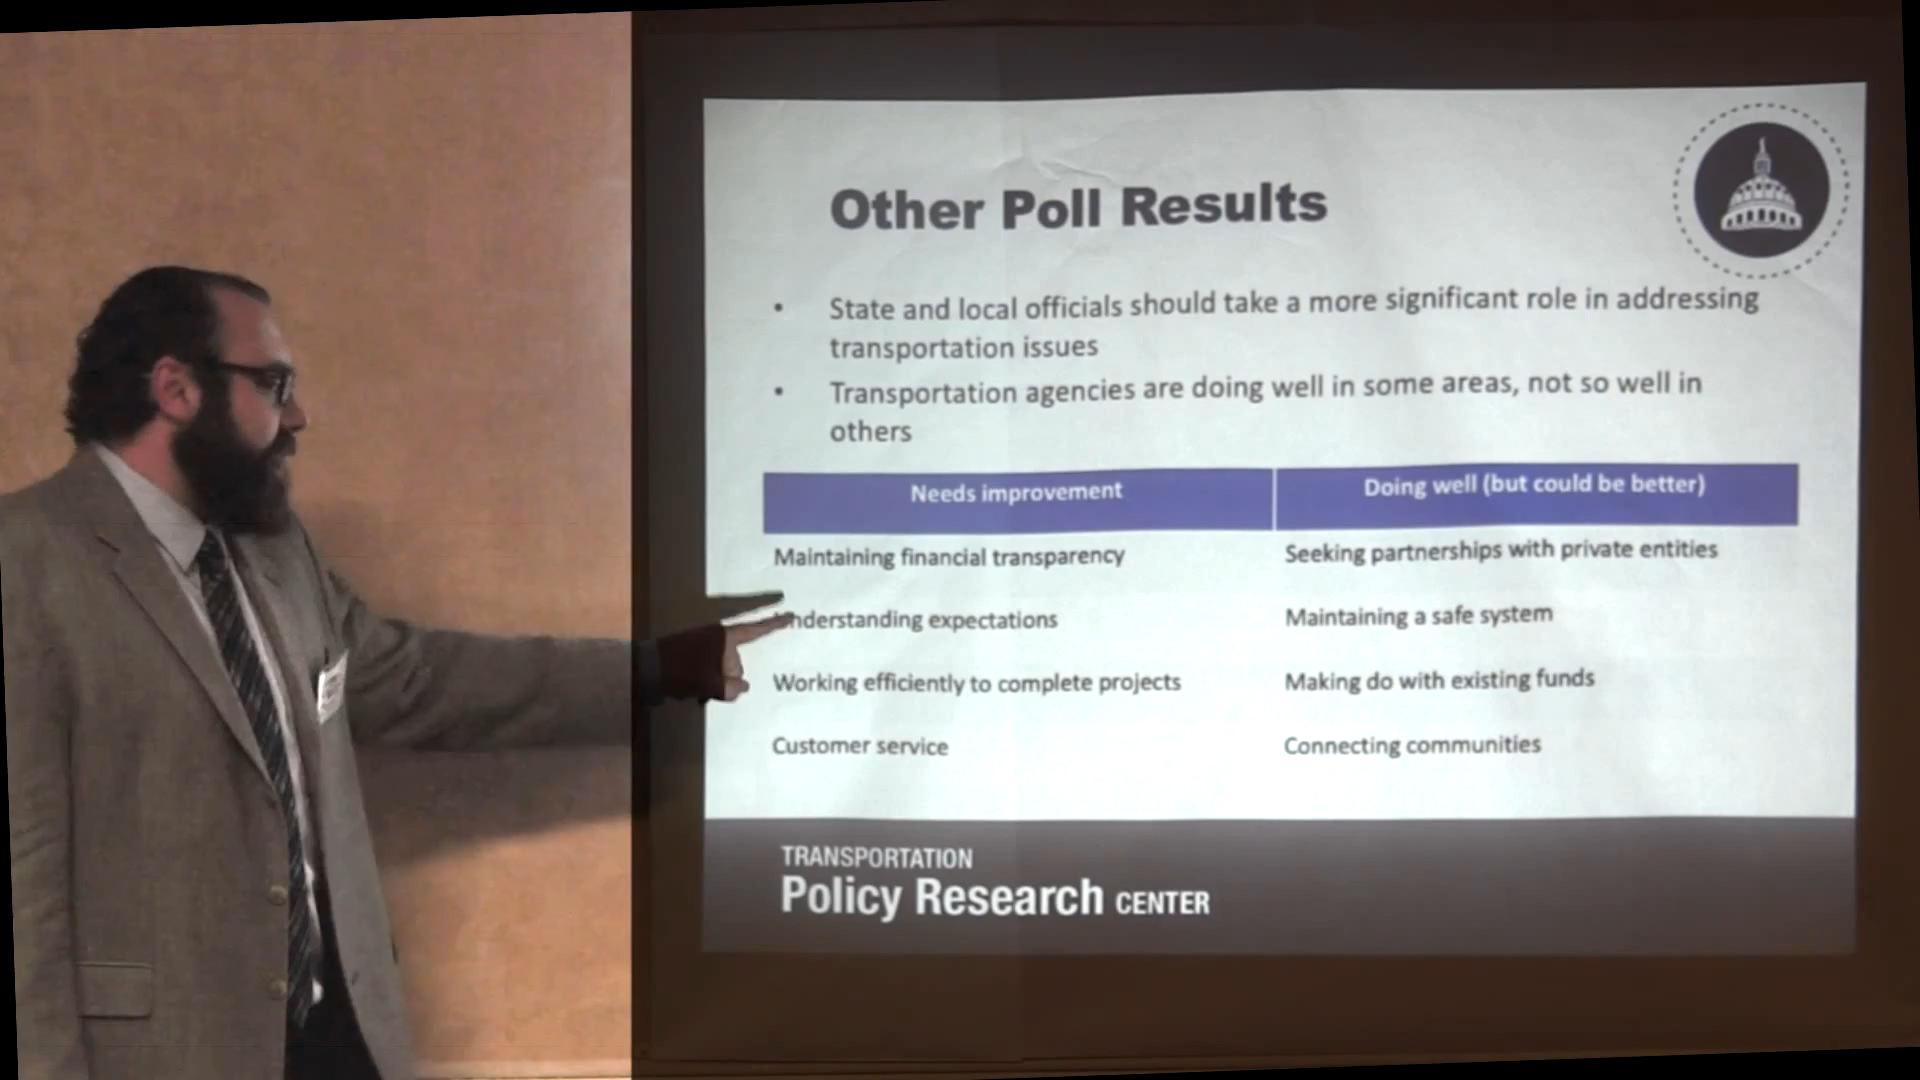 Other Poll Results
• State and local officials should take a more significant role in addressing
transportation issues
• Transportation agencies are doing well in some areas, not so well in
others
Needs improvement Doing well (but could be better)
Maintaining financial transparency Seeking partnerships with private entities
Understanding expectations Maintaining a safe system
Working efficiently to complete projects Making do with existing funds
Customer service Connecting communities
TRANSPORTATION
Policy Research CENTER